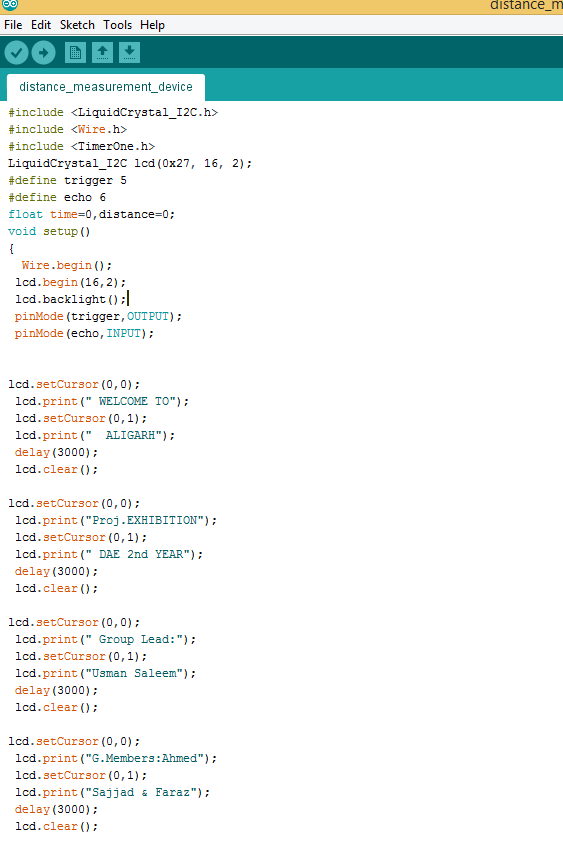 distance_m
File Edit Sketch Tools Help
distance_measurement_device
#include <LiquidCrystal_I2C.h>
#include <Wire.h>
#include <TimerOne.h>
LiquidCrystal_I2C lcd(0x27, 16, 2);
#define trigger 5
#define echo 6
float time=0,distance=0;
void setup()
{
  Wire.begin();
 lcd.begin(16,2);
 lcd.backlight();
 pinMode(trigger,OUTPUT);
 pinMode(echo,INPUT);
lcd.setCursor(0,0);
 lcd.print(" WELCOME TO");
 lcd.setCursor(0,1);
 lcd.print("  ALIGARH");
 delay(3000);
 lcd.clear();
lcd.setCursor(0,0);
 lcd.print("Proj.EXHIBITION");
 lcd.setCursor(0,1);
 lcd.print(" DAE 2nd YEAR");
 delay(3000);
 lcd.clear();
lcd.setCursor(0,0);
 lcd.print(" Group Lead:");
 lcd.setCursor(0,1);
 lcd.print("Usman Saleem");
 delay(3000);
 lcd.clear();
lcd.setCursor(0,0);
 lcd.print("G.Members:Ahmed");
 lcd.setCursor(0,1);
 lcd.print("Sajjad & Faraz");
 delay(3000);
 lcd.clear();